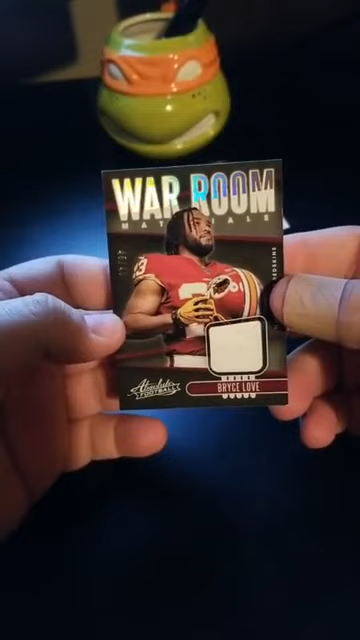 WAR ROOM
MATERIALS
REDSKINS
Absolute
FOOTBALL
BRYCE LOVE